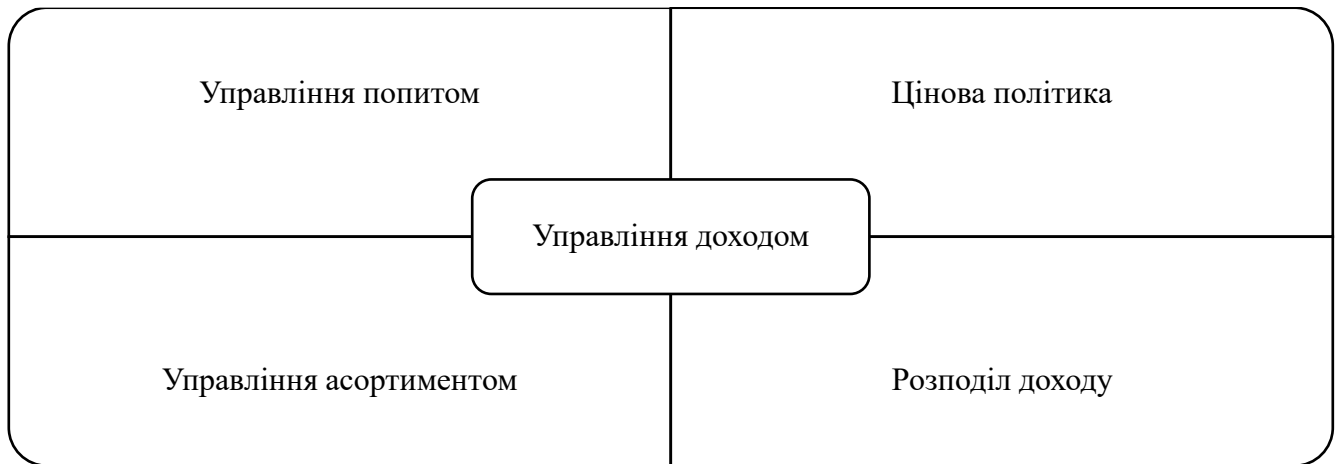 Управління попитом
Цінова політика
Управління доходом
Управління асортиментом
Розподіл доходу